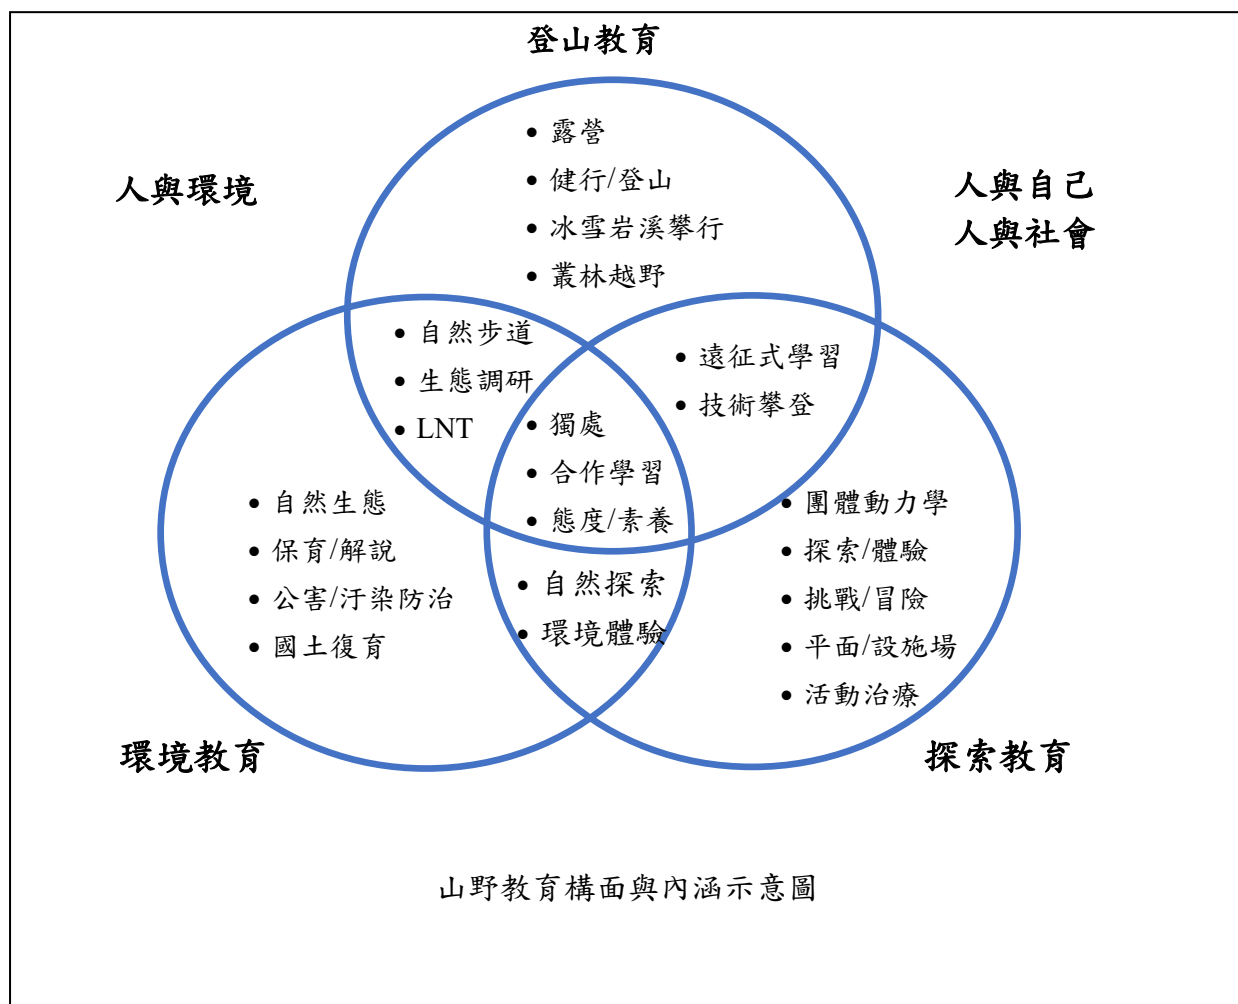 登山教育
• 露營
• 健行/登山
• 冰雪岩溪攀行
• 叢林越野
人與環境
人與自己
人與社會
• 自然步道
• 生態調研
• LNT
• 遠征式學習
• 技術攀登
• 獨處
• 合作學習
• 態度/素養
• 自然生態
• 保育/解說
• 公害/汙染防治
• 國土復育
• 自然探索
• 環境體驗
• 團體動力學
• 探索/體驗
• 挑戰/冒險
• 平面/設施場
• 活動治療
環境教育
探索教育
山野教育構面與內涵示意圖